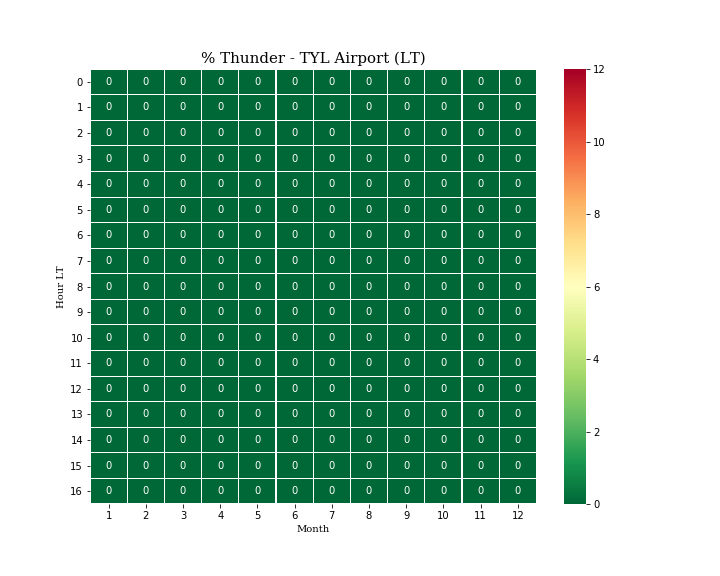 % Thunder - TYL Airport (LT)
0 0 0 0 0 0 0 0 0 0 0 0 0
1 0 0 0 0 0 0 0 0 0 0 0 0
2 0 0 0 0 0 0 0 0 0 0 0 0
3 0 0 0 0 0 0 0 0 0 0 0 0
4 0 0 0 0 0 0 0 0 0 0 0 0
5 0 0 0 0 0 0 0 0 0 0 0 0
6 0 0 0 0 0 0 0 0 0 0 0 0
7 0 0 0 0 0 0 0 0 0 0 0 0
8 0 0 0 0 0 0 0 0 0 0 0 0
9 0 0 0 0 0 0 0 0 0 0 0 0
10 0 0 0 0 0 0 0 0 0 0 0 0
11 0 0 0 0 0 0 0 0 0 0 0 0
12 0 0 0 0 0 0 0 0 0 0 0 0
13 0 0 0 0 0 0 0 0 0 0 0 0
14 0 0 0 0 0 0 0 0 0 0 0 0
15 0 0 0 0 0 0 0 0 0 0 0 0
16 0 0 0 0 0 0 0 0 0 0 0 0
1 2 3 4 5 6 7 8 9 10 11 12
Month
Hour LT
12
10
8
6
4
2
0